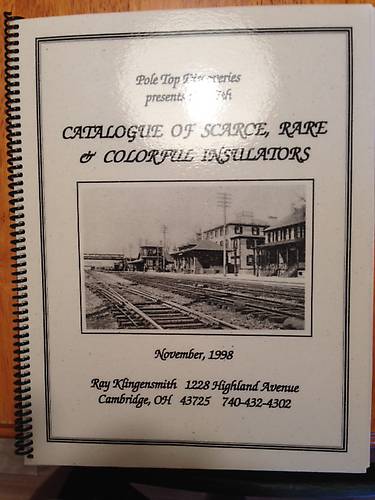 Pole Top Discoveries
presents
CATALOGUE OF SCARCE, RARE
& COLORFUL INSULATORS
November, 1998
Ray Klingensmith 1228 Highland Avenue
Cambridge, OH 43725 740-432-4302